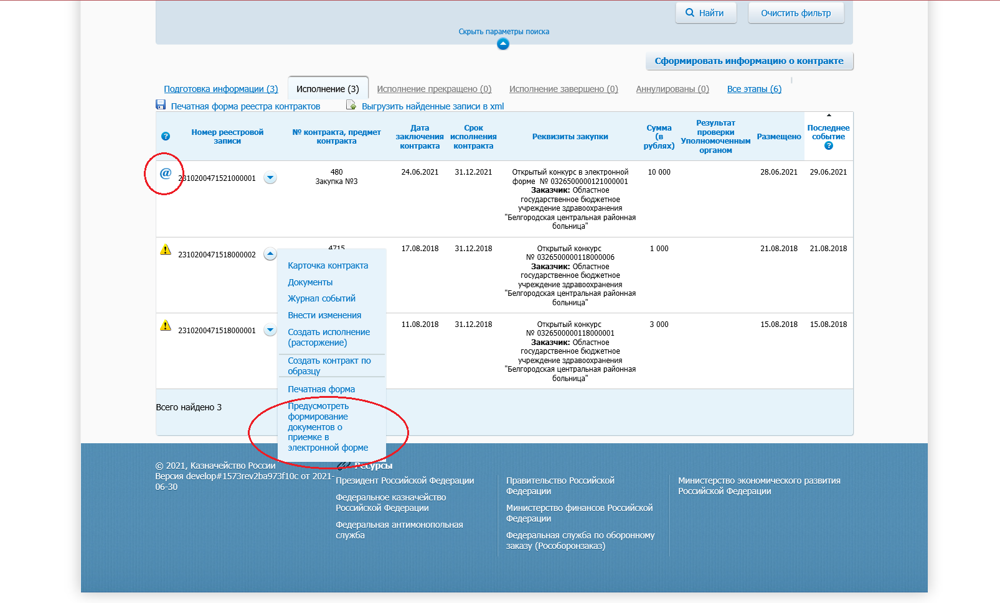 Найти
Очистить фильтр
Скрыть параметры поиска
Сформировать информацию о контракте
Подготовка информации (3)
Исполнение (3)
Исполнение прекращено (0)
Исполнение завершено (0)
Аннулированы (0)
Все этапы (6)
Печатная форма реестра контрактов
Выгрузить найденные записи в xml
?
Номер реестровой
записи
№ контракта, предмет
контракта
Дата
заключения
контракта
Срок
исполнения
контракта
Реквизиты закупки
Сумма
(в
рублях)
Результат
проверки
Уполномоченным
органом
Размещено
Последнее
событие
?
@
2310200471521000001
480
Закупка №3
24.06.2021
31.12.2021
Открытый конкурс в электронной
форме № 0326500000121000001
Заказчик: Областное
государственное бюджетное
учреждение здравоохранения
"Белгородская центральная районная
больница"
10 000
28.06.2021
29.06.2021
2310200471518000002
4715
17.08.2018
31.12.2018
Открытый конкурс
№ 0326500000118000006
Заказчик: Областное
государственное бюджетное
учреждение здравоохранения
"Белгородская центральная районная
больница"
1 000
21.08.2018
21.08.2018
Карточка контракта
Документы
Журнал событий
Внести изменения
Создать исполнение
(расторжение)
Создать контракт по
образцу
Печатная форма
Предусмотреть
формирование
документов о
приемке в
электронной форме
2310200471518000001
11.08.2018
31.12.2018
Открытый конкурс
№ 0326500000118000001
Заказчик: Областное
государственное бюджетное
учреждение здравоохранения
"Белгородская центральная районная
больница"
3 000
15.08.2018
15.08.2018
Всего найдено 3
© 2021, Казначейство России
Версия develop#1573rev2ba973f10c от 2021-
06-30
Ресурсы
Президент Российской Федерации
Федеральное казначейство
Российской Федерации
Федеральная антимонопольная
служба
Правительство Российской
Федерации
Министерство финансов Российской
Федерации
Федеральная служба по оборонному
заказу (Рособоронзаказ)
Министерство экономического развития
Российской Федерации